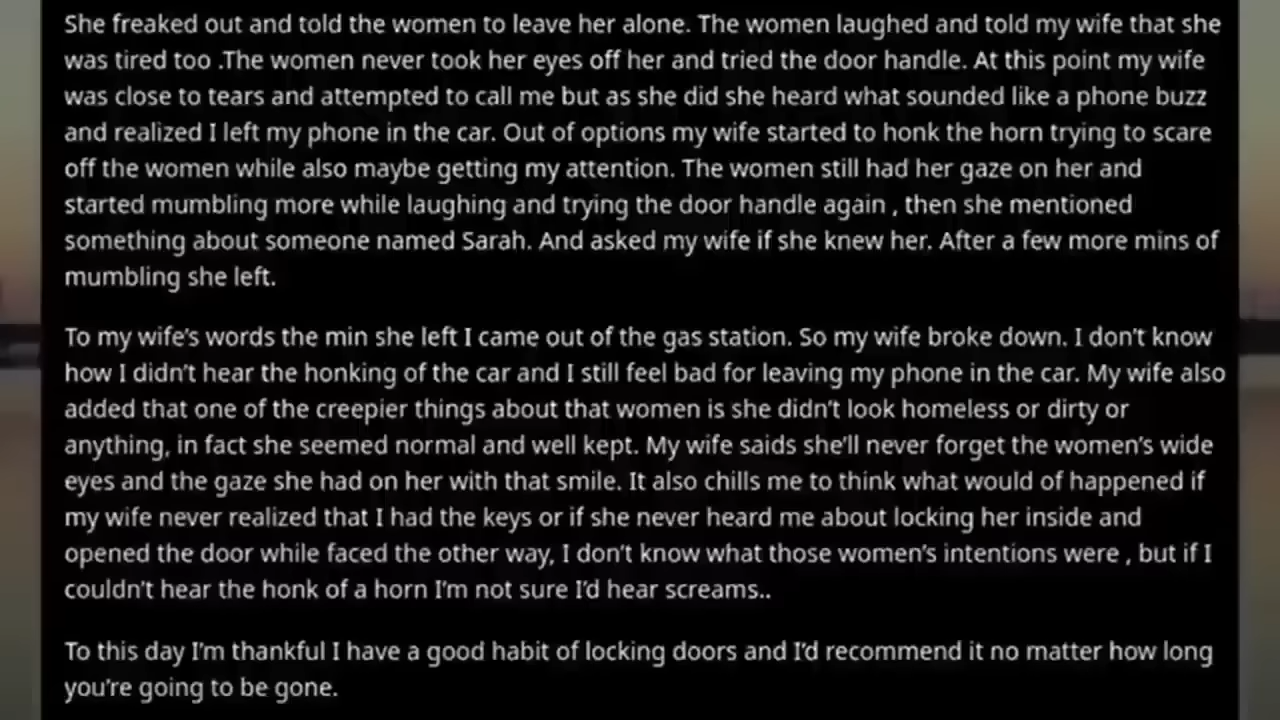 She freaked out and told the women to leave her alone. The women laughed and told my wife that she
was tired too .The women never took her eyes off her and tried the door handle. At this point my wife
was close to tears and attempted to call me but as she did she heard what sounded like a phone buzz
and realized I left my phone in the car. Out of options my wife started to honk the horn trying to scare
off the women while also maybe getting my attention. The women still had her gaze on her and
started mumbling more while laughing and trying the door handle again , then she mentioned
something about someone named Sarah. And asked my wife if she knew her. After a few more mins of
mumbling she left.
To my wife's words the min she left I came out of the gas station. So my wife broke down. I don't know
how I didn't hear the honking of the car and I still feel bad for leaving my phone in the car. My wife also
added that one of the creepier things about that women is she didn't look homeless or dirty or
anything, in fact she seemed normal and well kept. My wife saids she'll never forget the women's wide
eyes and the gaze she had on her with that smile. It also chills me to think what would of happened if
my wife never realized that I had the keys or if she never heard me about locking her inside and
opened the door while faced the other way, I don't know what those women's intentions were , but if I
couldn't hear the honk of a horn I'm not sure I'd hear screams..
To this day I'm thankful I have a good habit of locking doors and I'd recommend it no matter how long
you're going to be gone.